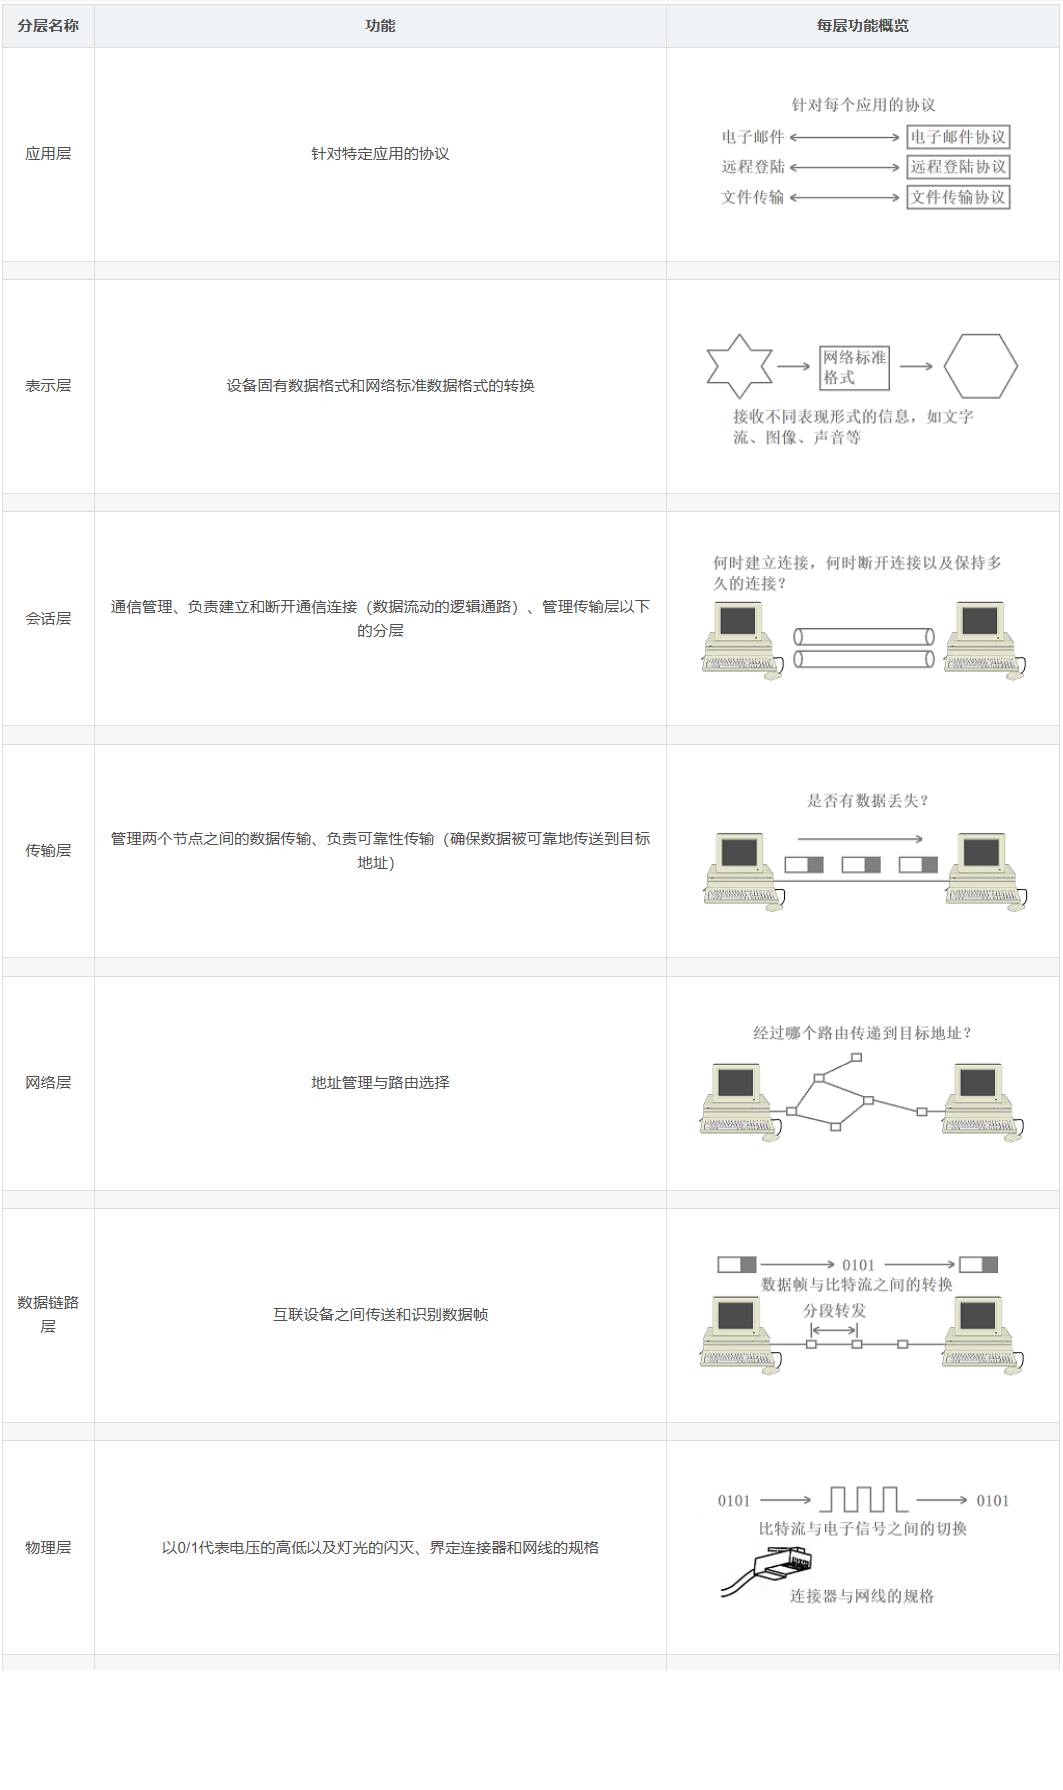 分层名称 功能 每层功能概览
应用层
针对特定应用的协议
针对每个应用的协议
电子邮件 电子邮件协议
远程登陆 远程登陆协议
文件传输 文件传输协议
表示层
设备固有数据格式和网络标准数据格式的转换
网络标准
格式
接收不同表现形式的信息，如文字
流、图像、声音等
会话层
通信管理、负责建立和断开通信连接（数据流动的逻辑通路）、管理传输层以下
的分层
何时建立连接，何时断开连接以及保持多
久的连接？
传输层
管理两个节点之间的数据传输、负责可靠性传输（确保数据被可靠地传送到目标
地址）
是否有数据丢失？
网络层
地址管理与路由选择
经过哪个路由传递到目标地址？
数据链路
层
互联设备之间传送和识别数据帧
0101
数据帧与比特流之间的转换
分段转发
物理层
以0/1代表电压的高低以及灯光的闪灭、界定连接器和网线的规格
0101 0101
比特流与电子信号之间的切换
连接器与网线的规格